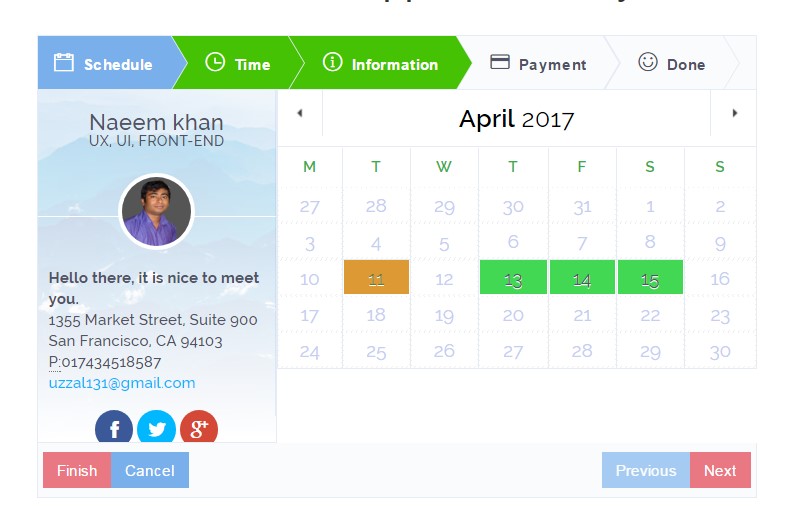 Schedule Time Information Payment Done
Naeem khan
UX, UI, FRONT-END
Hello there, it is nice to meet
you.
1355 Market Street, Suite 900
San Francisco, CA 94103
P:017434518587
uzzal131@gmail.com
f g+
April 2017
M T W T F S S
27 28 29 30 31 1 2
3 4 5 6 7 8 9
10 11 12 13 14 15 16
17 18 19 20 21 22 23
24 25 26 27 28 29 30
Finish Cancel Previous Next